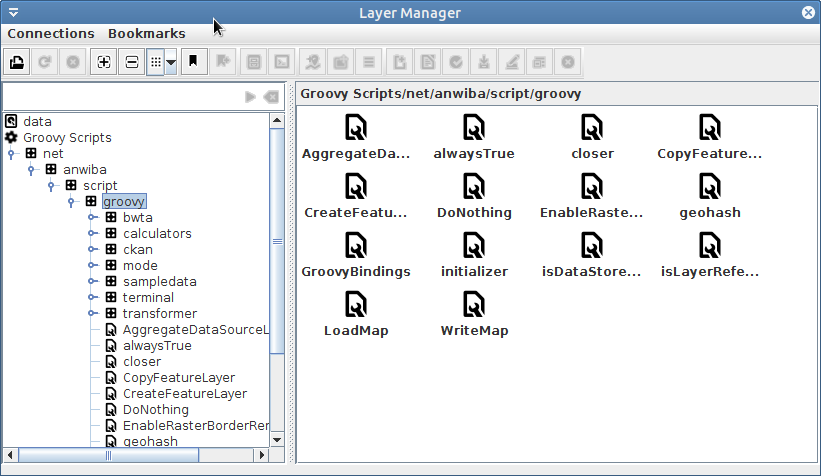 Layer Manager
Connections Bookmarks
Groovy Scripts/net/anwiba/script/groovy
data
Groovy Scripts
net
anwiba
script
groovy
bwta
calculators
ckan
mode
sampledata
terminal
transformer
AggregateDataSourceL
alwaysTrue
closer
CopyFeatureLayer
CreateFeatureLayer
DoNothing
EnableRasterBorderRer
geohash
AggregateDa... alwaysTrue closer CopyFeature...
CreateFeatu... DoNothing EnableRaste... geohash
GroovyBindings initializer isDataStore... isLayerRefe...
LoadMap WriteMap